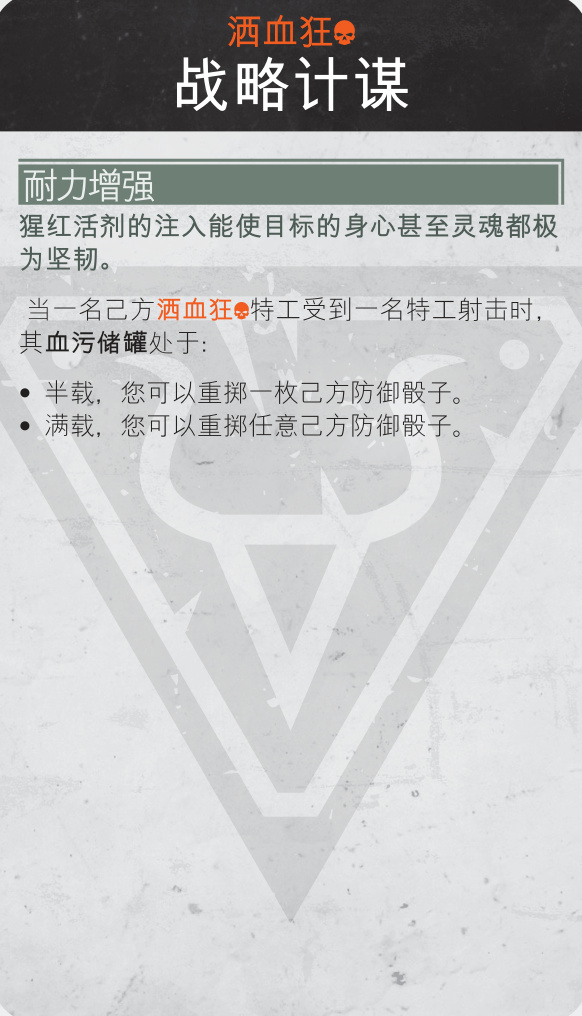 洒血狂
战略计谋
耐力增强
猩红活剂的注入能使目标的身心甚至灵魂都极
为坚韧。
当一名己方洒血狂特工受到一名特工射击时，
其血污储罐处于:
• 半载，您可以重掷一枚己方防御骰子。
• 满载，您可以重掷任意己方防御骰子。